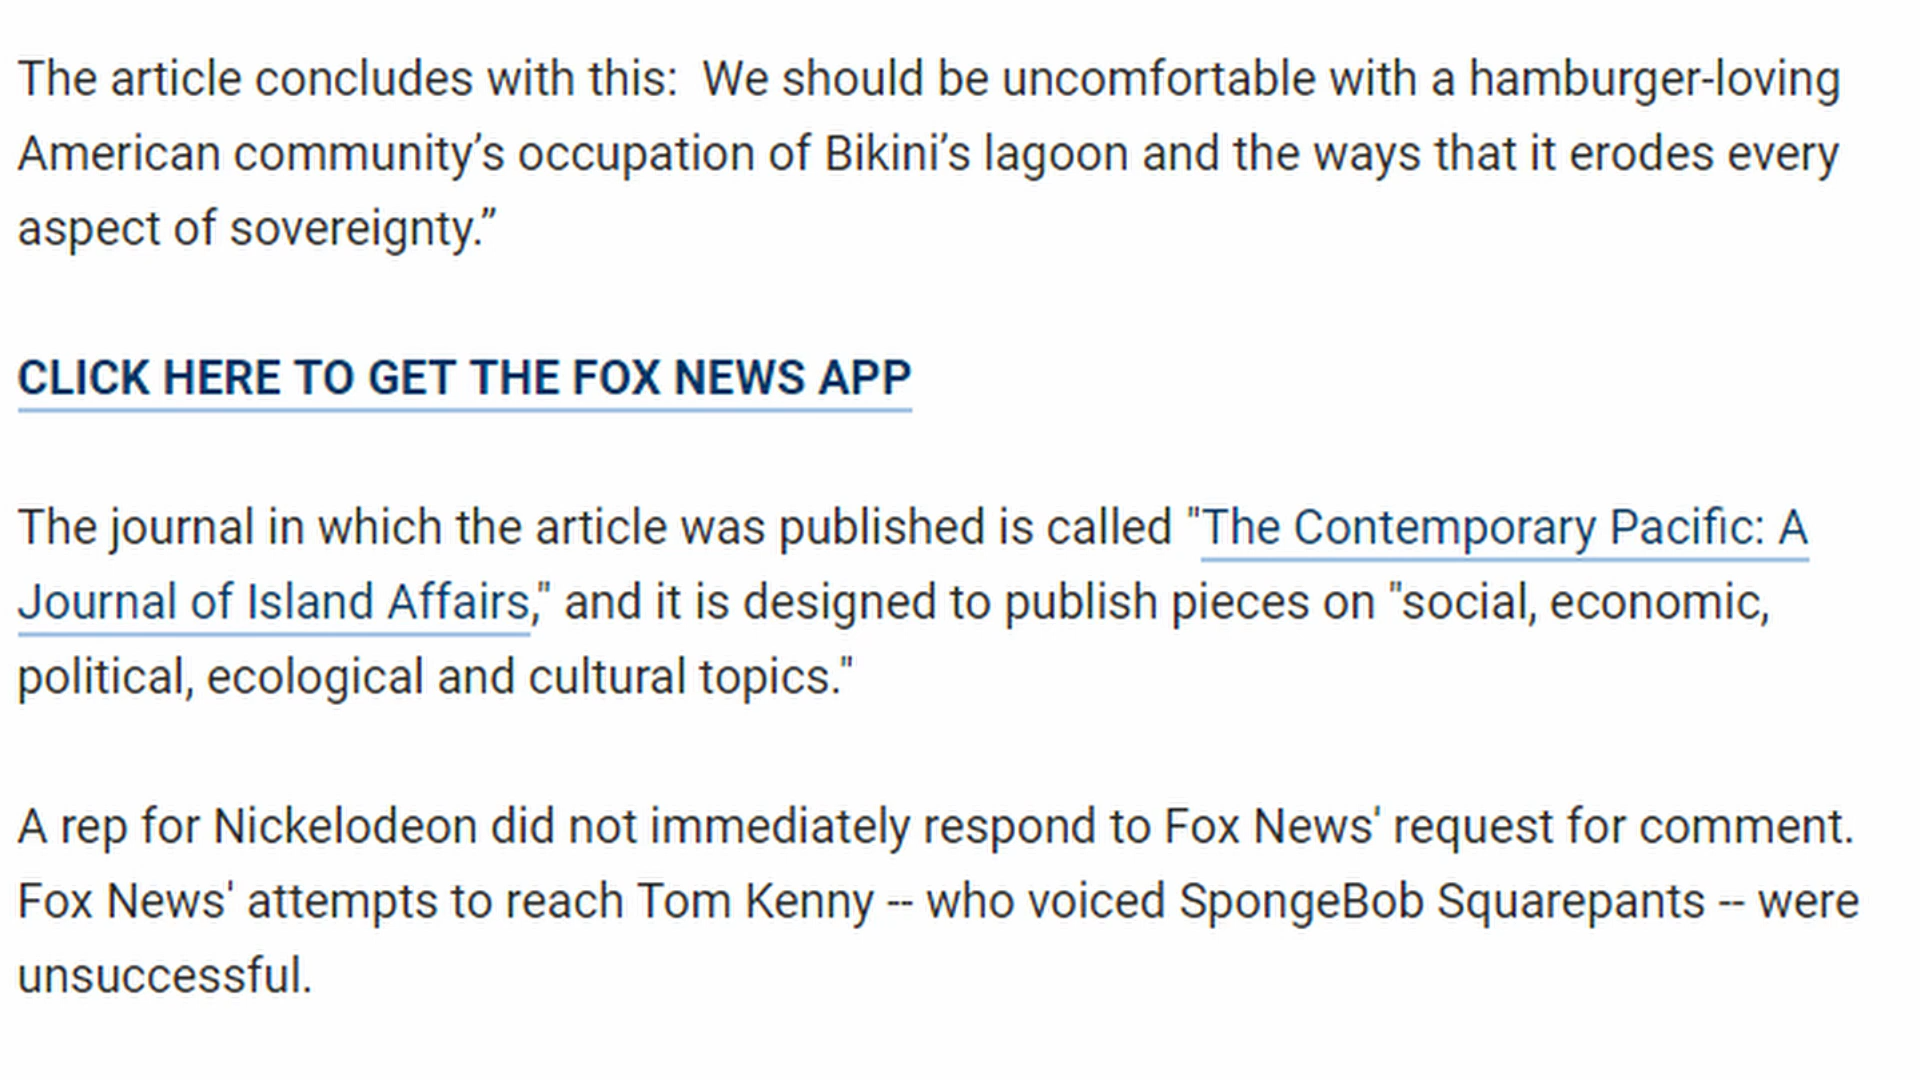 The article concludes with this:  We should be uncomfortable with a hamburger-loving
American community’s occupation of Bikini’s lagoon and the ways that it erodes every
aspect of sovereignty.”
CLICK HERE TO GET THE FOX NEWS APP
The journal in which the article was published is called "The Contemporary Pacific: A
Journal of Island Affairs," and it is designed to publish pieces on "social, economic,
political, ecological and cultural topics."
A rep for Nickelodeon did not immediately respond to Fox News' request for comment.
Fox News' attempts to reach Tom Kenny -- who voiced SpongeBob Squarepants -- were
unsuccessful.